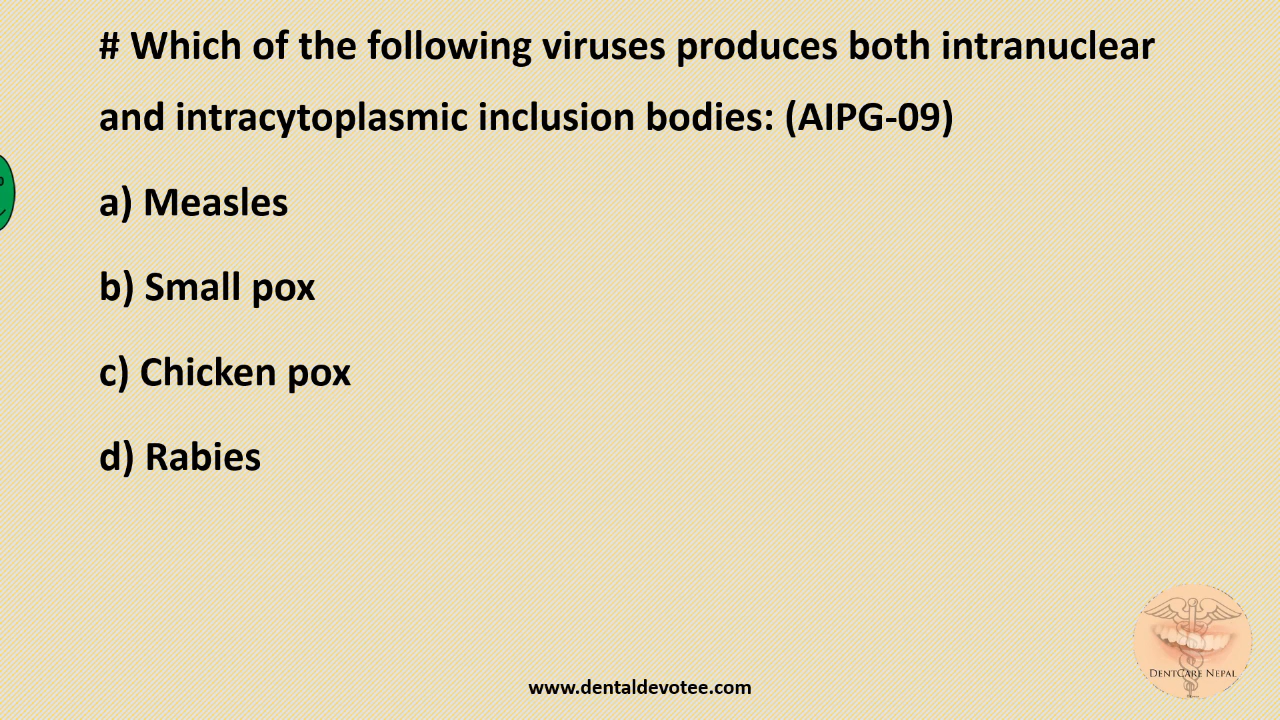 # Which of the following viruses produces both intranuclear
and intracytoplasmic inclusion bodies: (AIPG-09)
a) Measles
b) Small pox
c) Chicken pox
d) Rabies
DENTCARE NEPAL
www.dentaldevotee.com